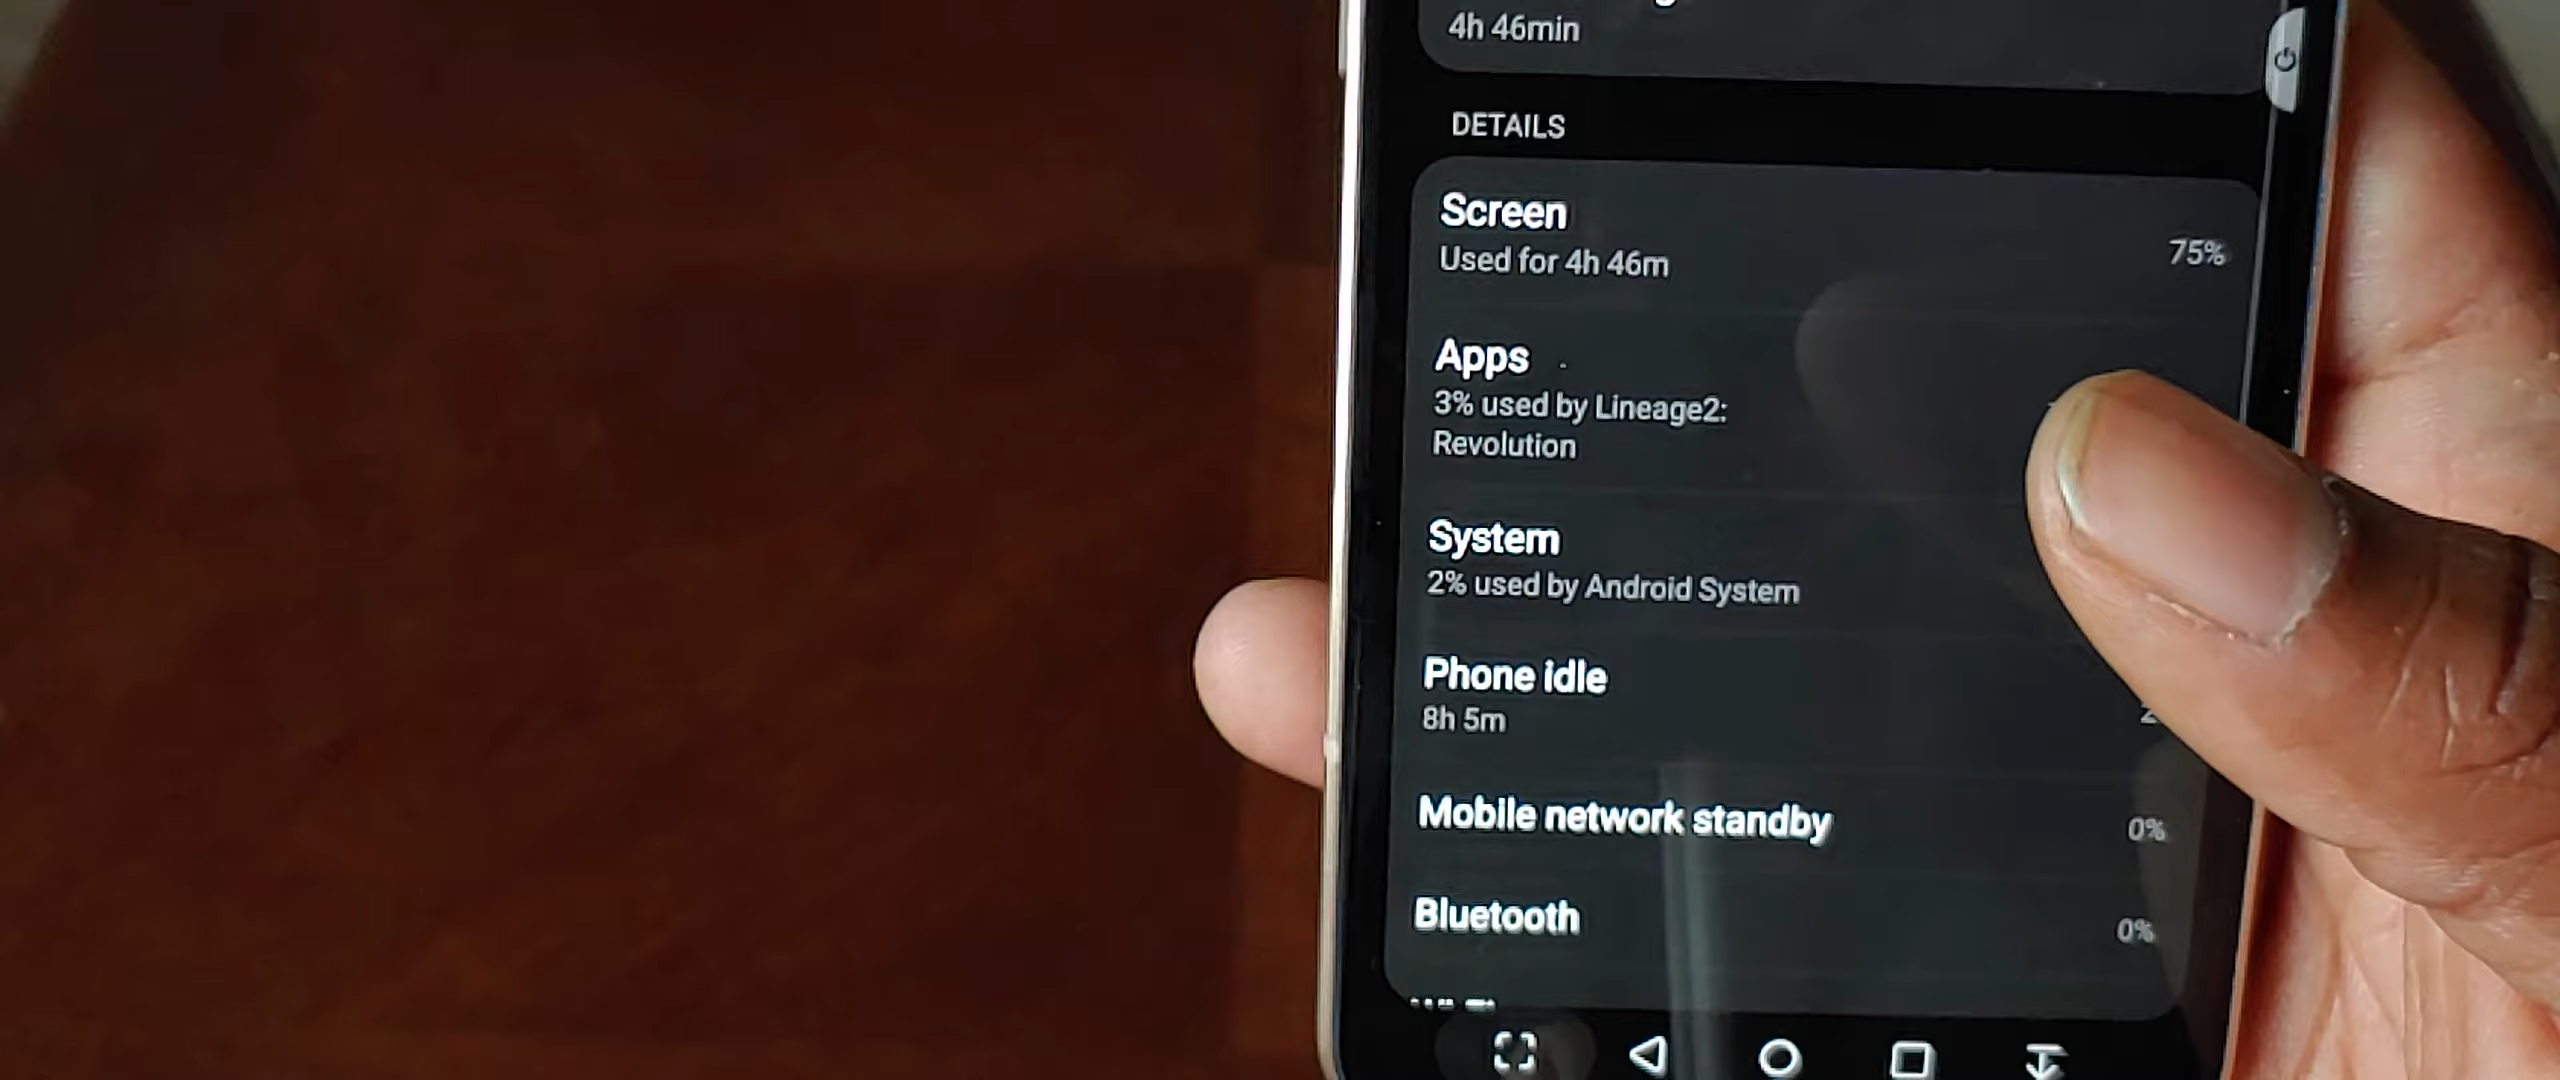 4h 46min
DETAILS
Screen
Used for 4h 46m
75%
Apps
3% used by Lineage2:
Revolution
System
2% used by Android System
Phone idle
8h 5m
Mobile network standby
0%
Bluetooth
0%